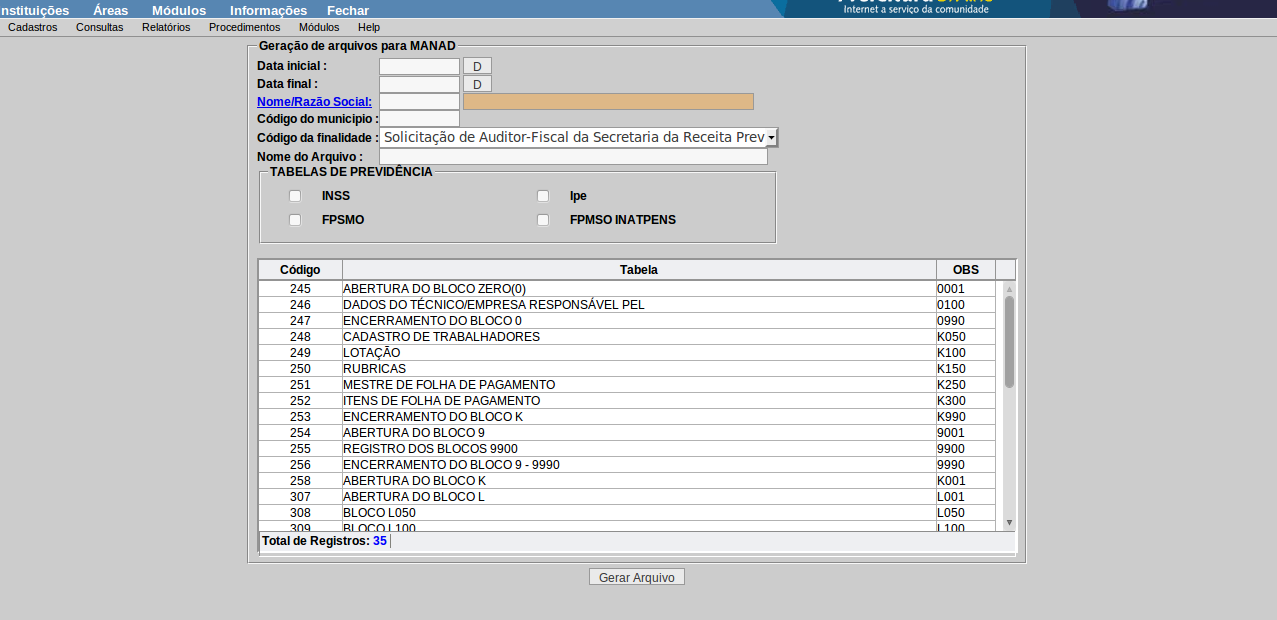 nstituições Áreas Módulos Informações Fechar
Internet a serviço da comunidade
Cadastros Consultas Relatórios Procedimentos Módulos Help
Geração de arquivos para MANAD
Data inicial : D
Data final : D
Nome/Razão Social:
Código do municipio :
Código da finalidade : Solicitação de Auditor-Fiscal da Secretaria da Receita Prev
Nome do Arquivo :
TABELAS DE PREVIDÊNCIA
INSS Ipe
FPSMO FPMSO INATPENS
Código Tabela OBS
245 ABERTURA DO BLOCO ZERO(0) 0001
246 DADOS DO TÉCNICO/EMPRESA RESPONSÁVEL PEL 0100
247 ENCERRAMENTO DO BLOCO 0 0990
248 CADASTRO DE TRABALHADORES K050
249 LOTAÇÃO K100
250 RUBRICAS K150
251 MESTRE DE FOLHA DE PAGAMENTO K250
252 ITENS DE FOLHA DE PAGAMENTO K300
253 ENCERRAMENTO DO BLOCO K K990
254 ABERTURA DO BLOCO 9 9001
255 REGISTRO DOS BLOCOS 9900 9900
256 ENCERRAMENTO DO BLOCO 9 - 9990 9990
258 ABERTURA DO BLOCO K K001
307 ABERTURA DO BLOCO L L001
308 BLOCO L050 L050
309 BLOCO L100 L100
Total de Registros: 35
Gerar Arquivo